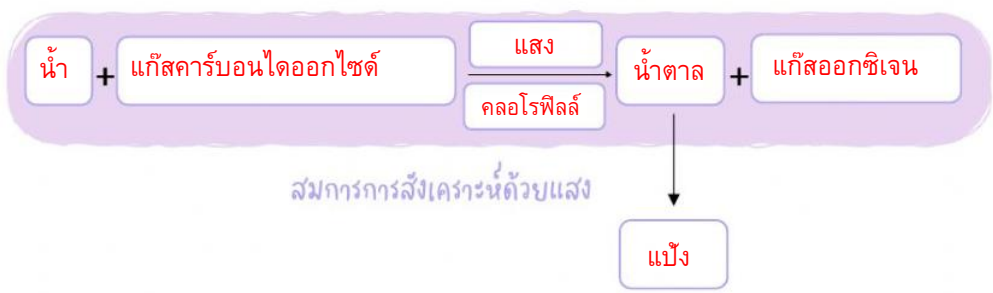 แสง
น้ำ + แก๊สคาร์บอนไดออกไซด์ น้ำตาล + แก๊สออกซิเจน
คลอโรฟิลล์
สมการการสังเคราะห์ด้วยแสง
แป้ง